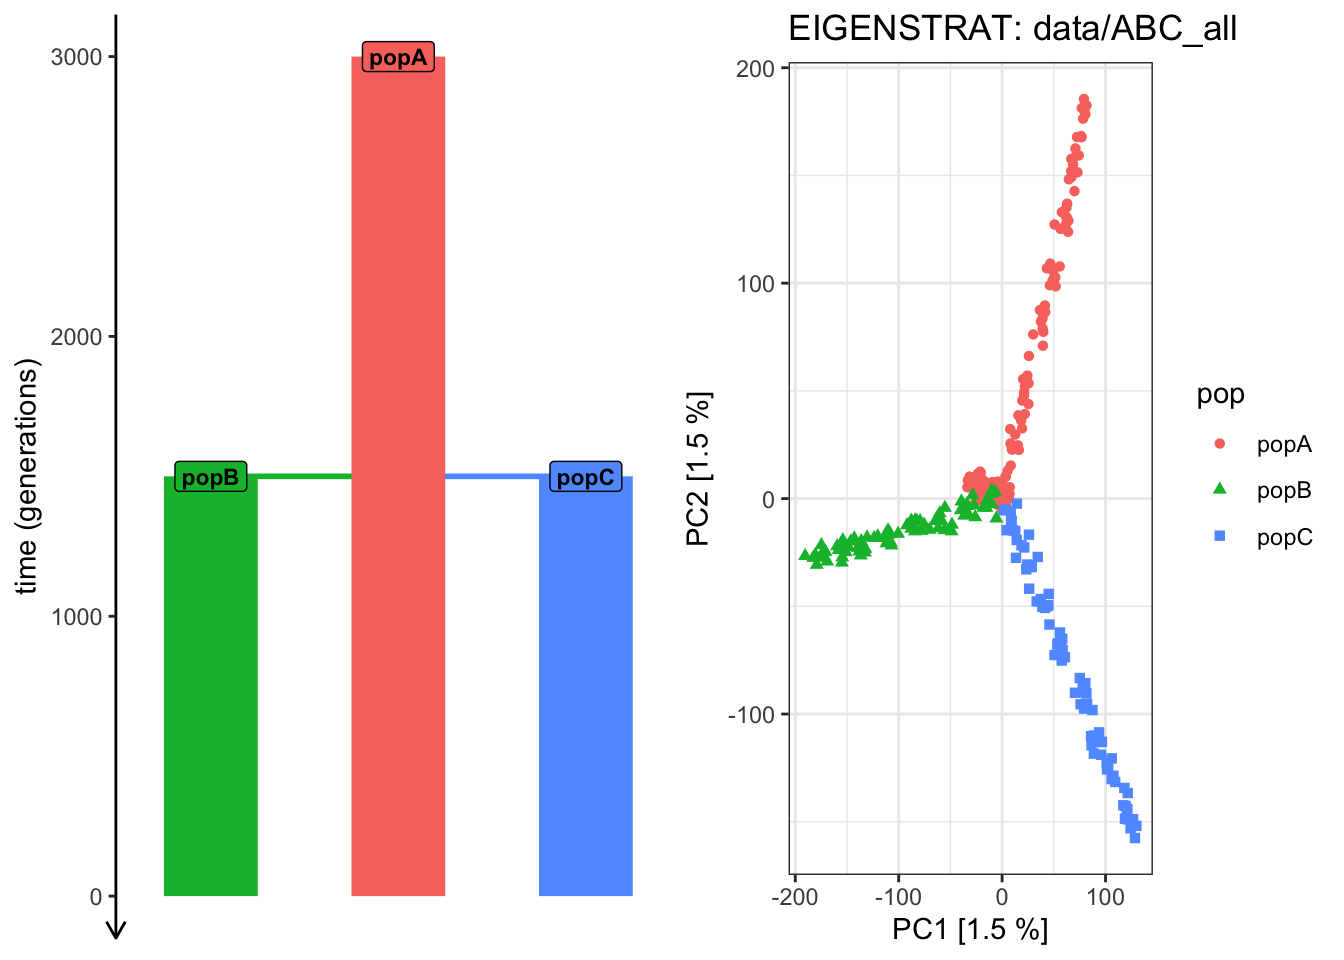 time (generations)
3000
2000
1000
0
popA
popB
popC
EIGENSTRAT: data/ABC_all
PC2 [1.5 %]
200
100
0
-100
-200
-100
0
100
PC1 [1.5 %]
pop
popA
popB
popC